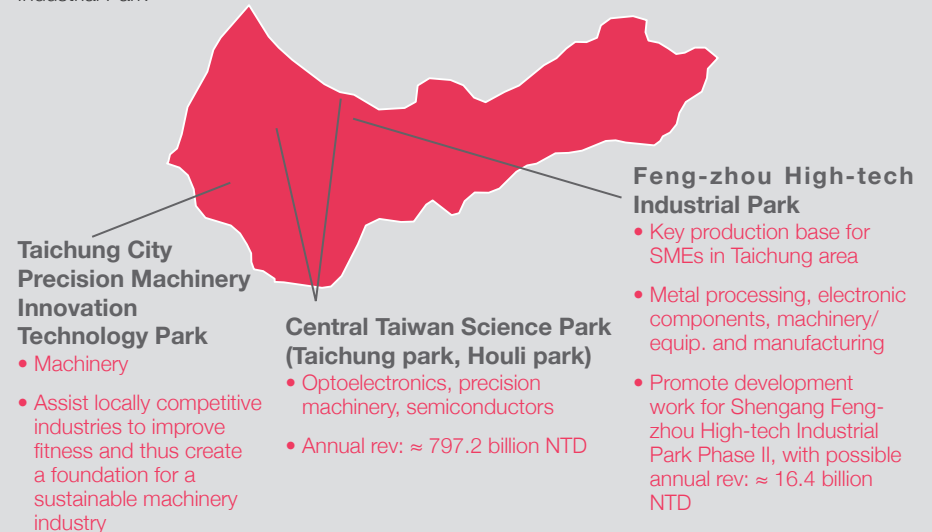 Industrial Park
Taichung City
Precision Machinery
Innovation
Technology Park
• Machinery
• Assist locally competitive
industries to improve
fitness and thus create
a foundation for a
sustainable machinery
industry
Central Taiwan Science Park
(Taichung park, Houli park)
• Optoelectronics, precision
machinery, semiconductors
• Annual rev: ≈ 797.2 billion NTD
Feng-zhou High-tech
Industrial Park
• Key production base for
SMEs in Taichung area
• Metal processing, electronic
components, machinery/
equip. and manufacturing
• Promote development
work for Shengang Feng-
zhou High-tech Industrial
Park Phase II, with possible
annual rev: ≈ 16.4 billion
NTD